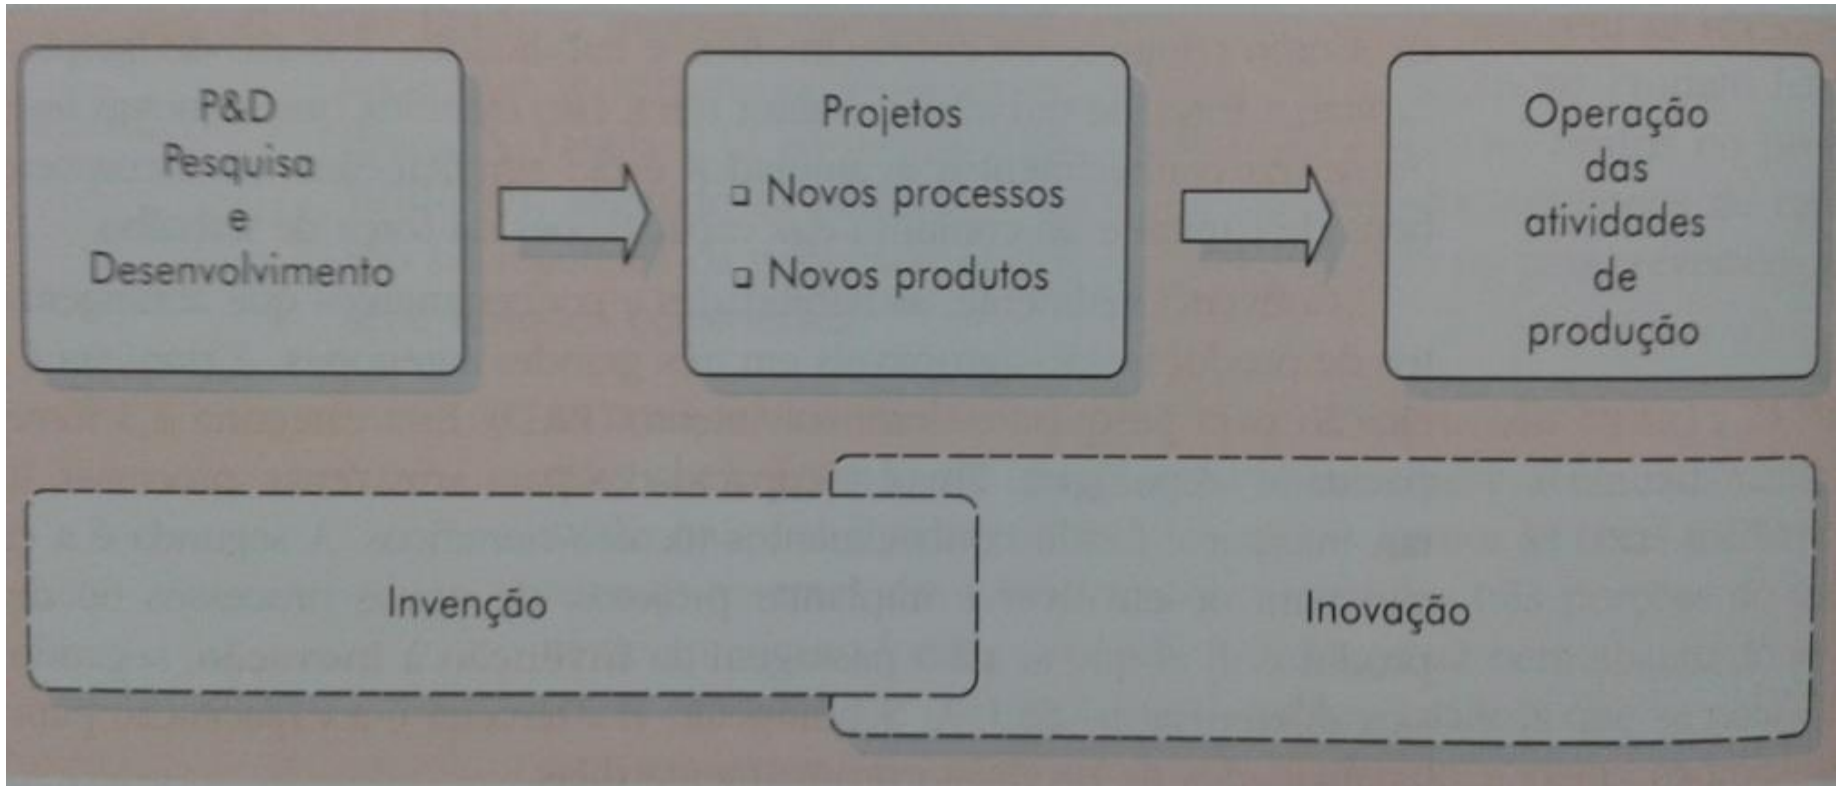 P&D
Pesquisa
e
Desenvolvimento
Projetos
❑ Novos processos
❑ Novos produtos
Operação
das
atividades
de
produção
Invenção
Inovação